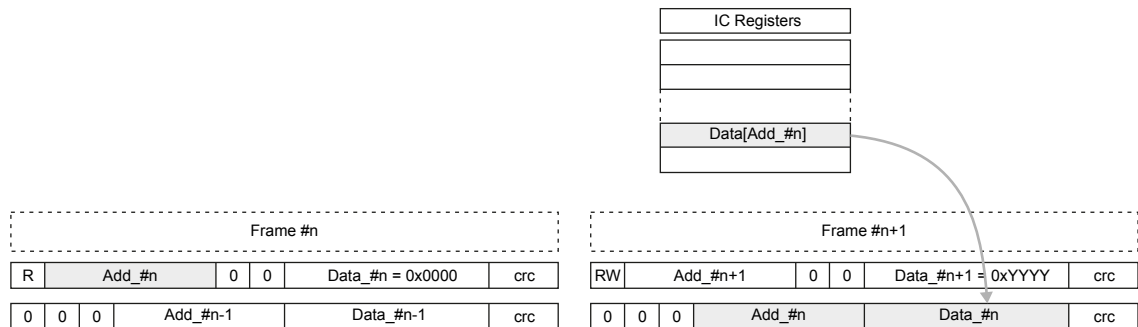 IC Registers
Data[Add_#n]
Frame #n
Frame #n+1
R Add_#n 0 0 Data_#n = 0x0000 crc
RW Add_#n+1 0 0 Data_#n+1 = 0xYYYY crc
0 0 0 Add_#n-1 Data_#n-1 crc
0 0 0 Add_#n Data_#n crc